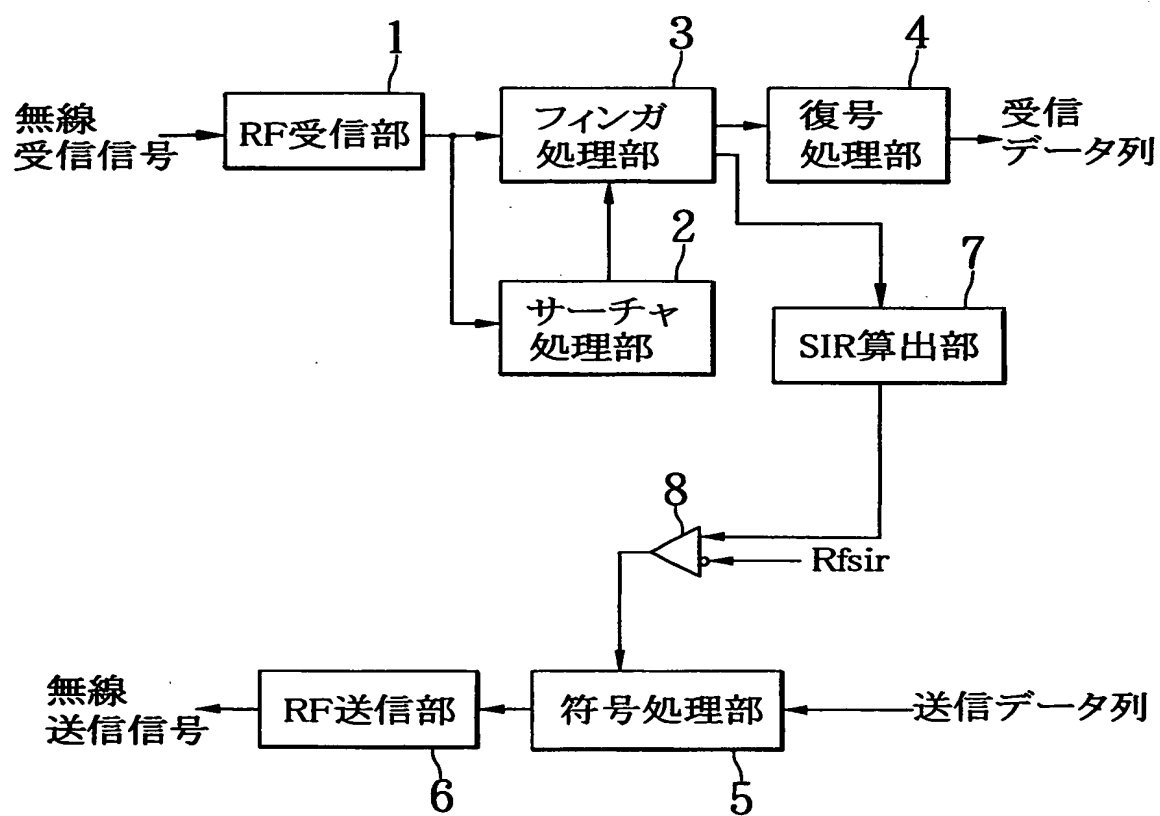 1
3
4
無線
受信信号
RF受信部
フィンガ
処理部
復号
処理部
受信
データ列
2
サーチャ
処理部
7
SIR算出部
8
Rfsir
無線
送信信号
RF送信部
符号処理部
送信データ列
6
5